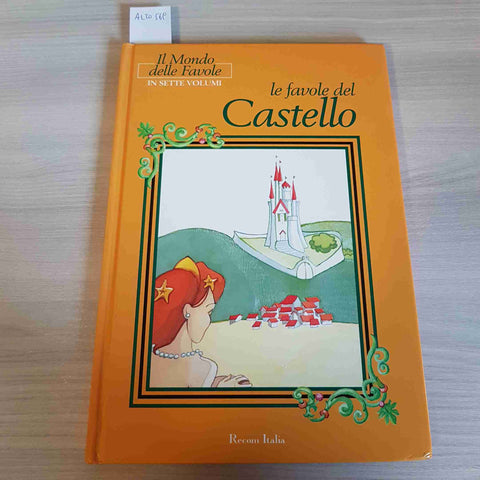 Il Mondo
delle Favole
IN SETTE VOLUMI
le favole del
Castello
Recom Italia